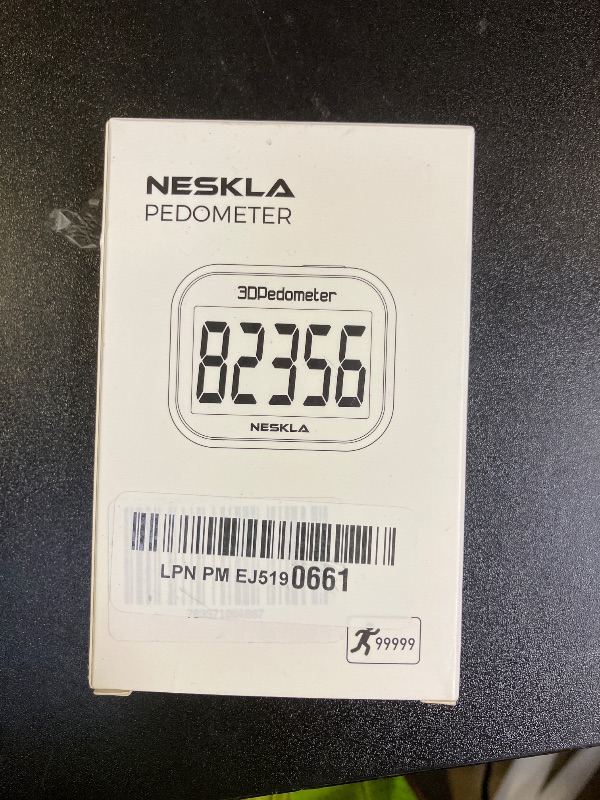 NESKLA
PEDOMETER
3DPedometer
82356
NESKLA
LPN PM EJ5190661
99999